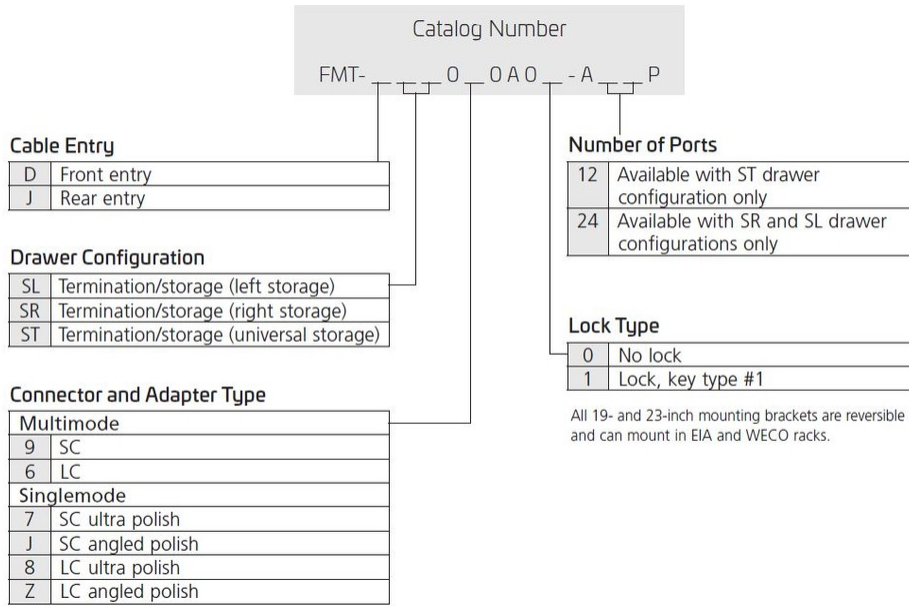 Catalog Number
FMT- _ _ _ 0 _ 0 A 0 _ - A _ _ P
Cable Entry
D Front entry
J Rear entry
Drawer Configuration
SL Termination/storage (left storage)
SR Termination/storage (right storage)
ST Termination/storage (universal storage)
Connector and Adapter Type
Multimode
9 SC
6 LC
Singlemode
7 SC ultra polish
J SC angled polish
8 LC ultra polish
Z LC angled polish
Number of Ports
12 Available with ST drawer
configuration only
24 Available with SR and SL drawer
configurations only
Lock Type
0 No lock
1 Lock, key type #1
All 19- and 23-inch mounting brackets are reversible
and can mount in EIA and WECO racks.